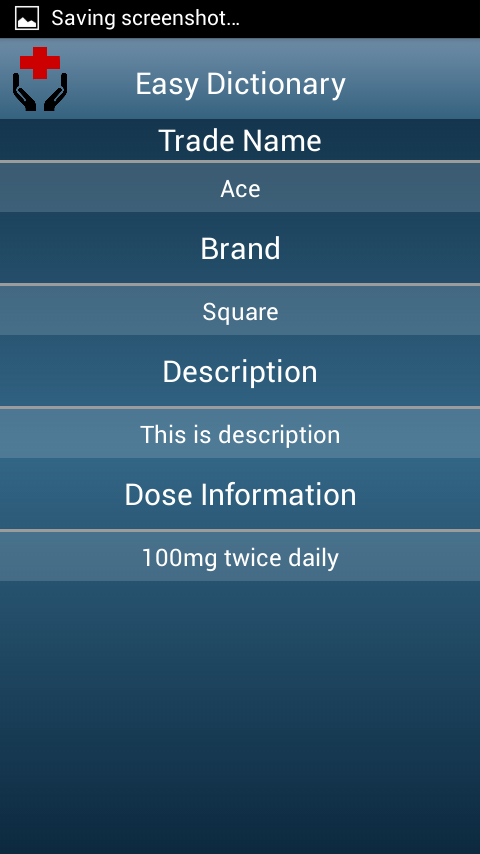 Saving screenshot...
Easy Dictionary
Trade Name
Ace
Brand
Square
Description
This is description
Dose Information
100mg twice daily